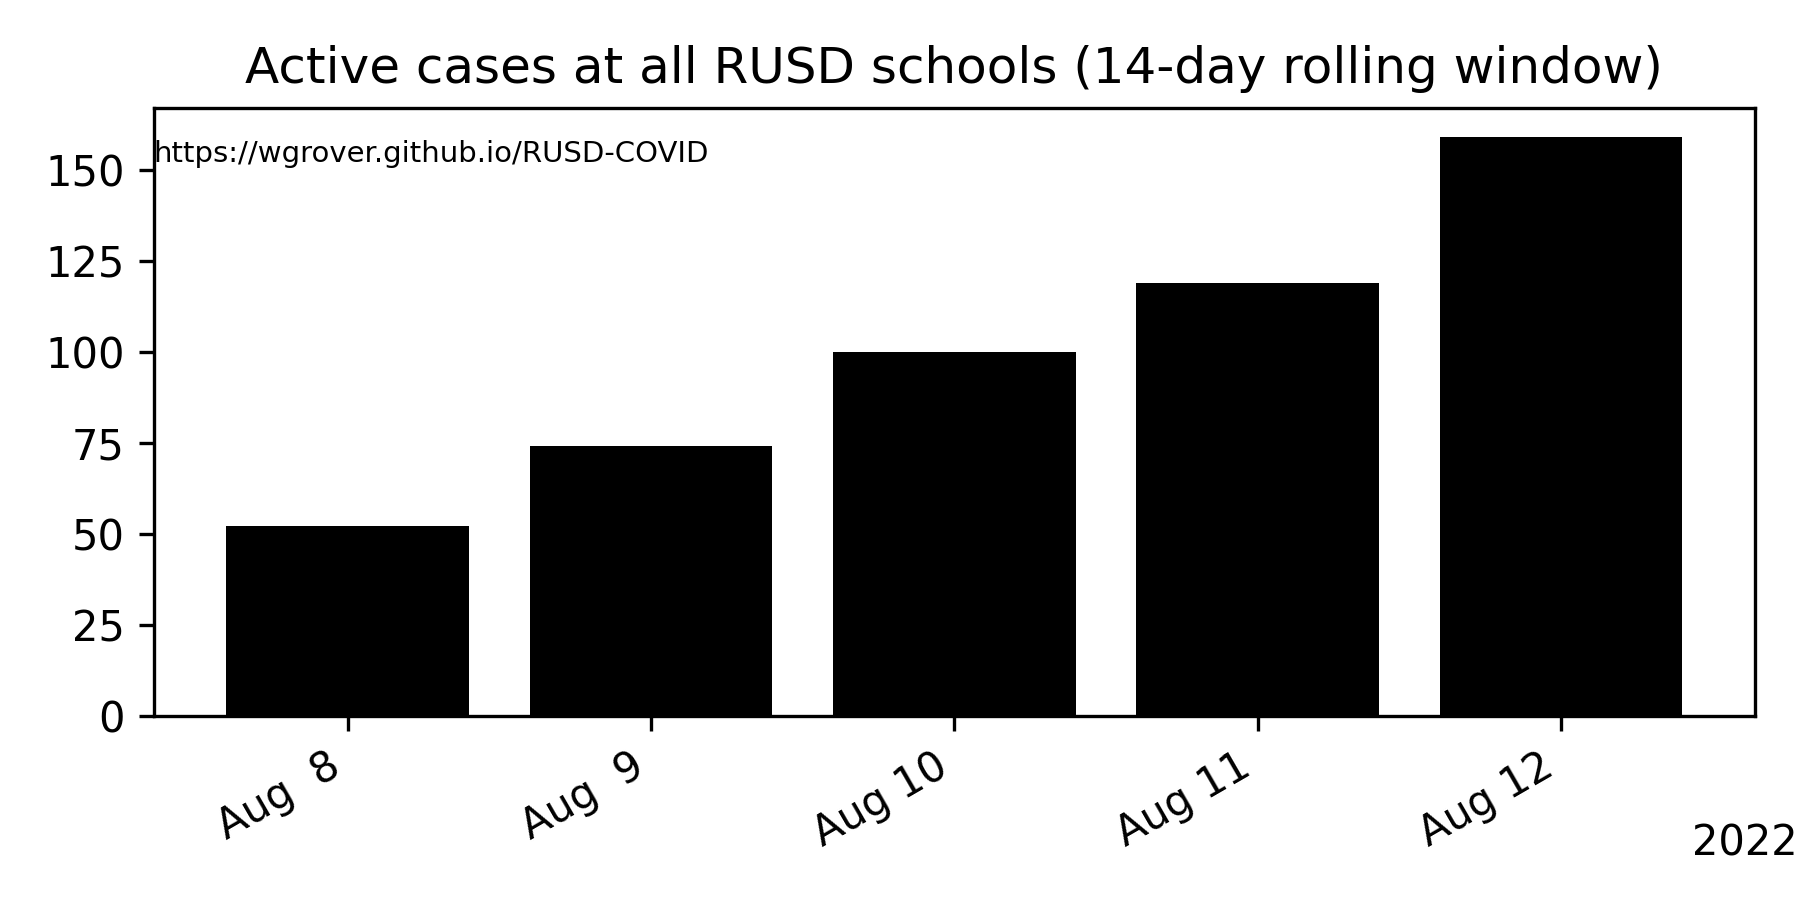 Active cases at all RUSD schools (14-day rolling window)
https://wgrover.github.io/RUSD-COVID
150
125
100
75
50
25
0
Aug 8
Aug 9
Aug 10
Aug 11
Aug 12
2022